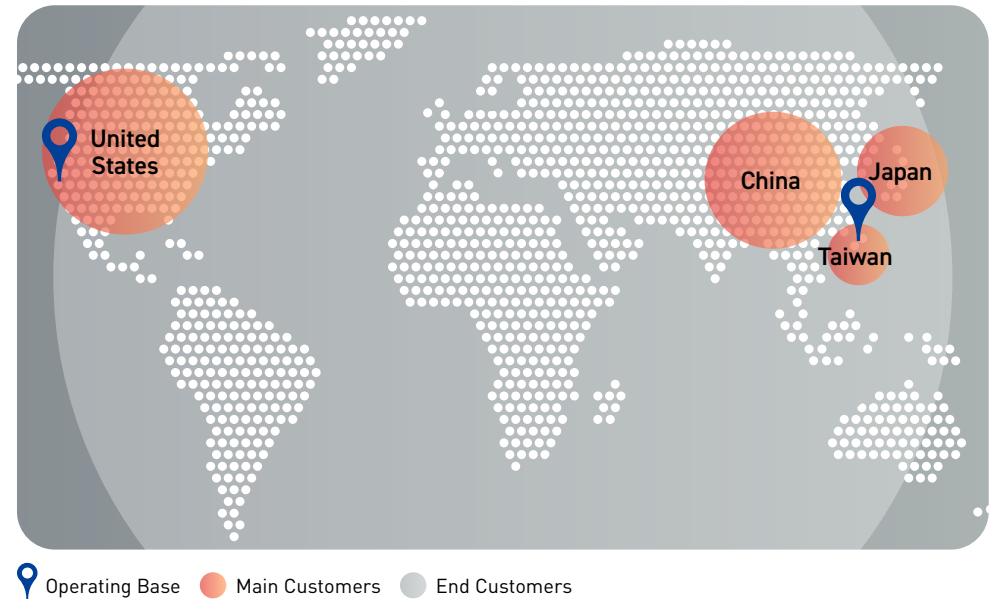 United
States
China
Japan
Taiwan
Operating Base
Main Customers
End Customers